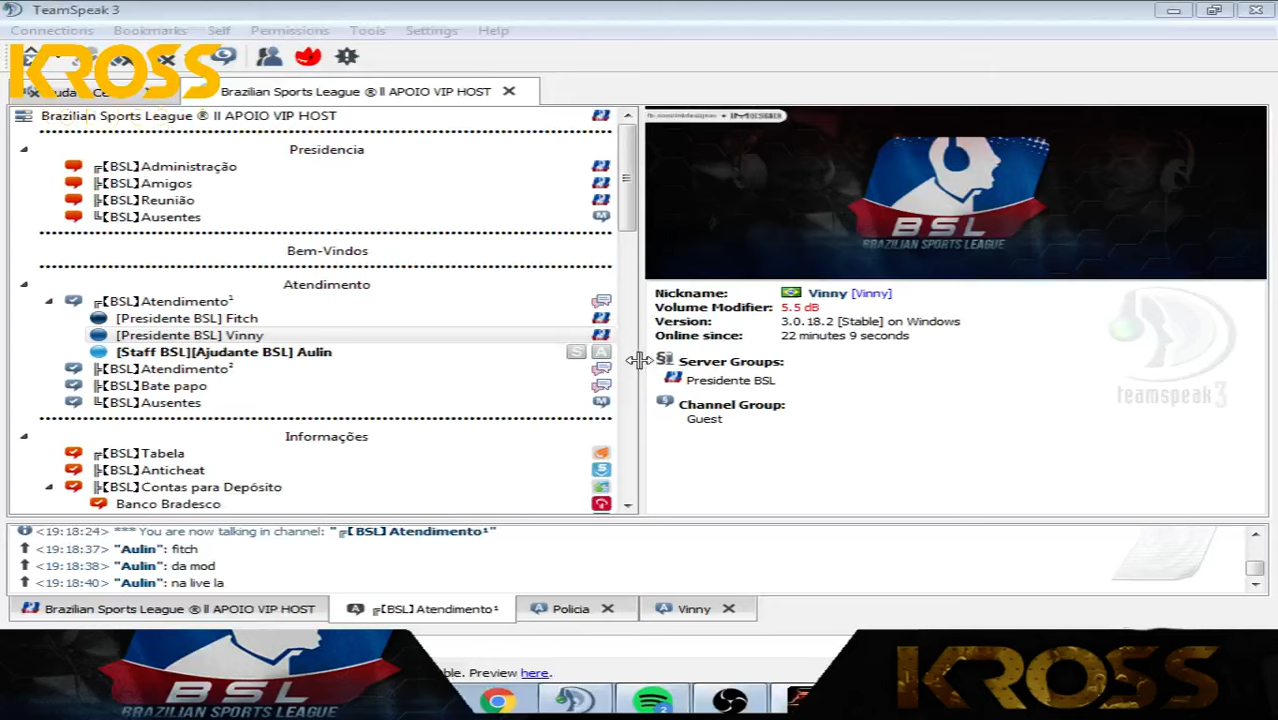 TeamSpeak 3
Connections Bookmarks Self Permissions Tools Settings Help
KROSS
Brazilian Sports League ® ll APOIO VIP HOST
Brazilian Sports League ® ll APOIO VIP HOST
Presidencia
╔【BSL】Administração
╠【BSL】Amigos
╠【BSL】Reunião
╚【BSL】Ausentes
Bem-Vindos
Atendimento
╔【BSL】Atendimento¹
[Presidente BSL] Fitch
[Presidente BSL] Vinny
[Staff BSL][Ajudante BSL] Aulin
╠【BSL】Atendimento²
╠【BSL】Bate papo
╚【BSL】Ausentes
Informações
╔【BSL】Tabela
╠【BSL】Anticheat
╠【BSL】Contas para Depósito
Banco Bradesco
BSL
BRAZILIAN SPORTS LEAGUE
Nickname: Vinny [Vinny]
Volume Modifier: 5.5 dB
Version: 3.0.18.2 [Stable] on Windows
Online since: 22 minutes 9 seconds
Server Groups:
Presidente BSL
Channel Group:
Guest
teamspeak3
<19:18:24> *** You are now talking in channel: "╔【BSL】Atendimento¹"
<19:18:37> "Aulin": fitch
<19:18:38> "Aulin": da mod
<19:18:40> "Aulin": na live la
Brazilian Sports League ® ll APOIO VIP HOST
╔【BSL】Atendimento¹
Policia
Vinny
ble. Preview here.
BSL
BRAZILIAN SPORTS LEAGUE
KROSS